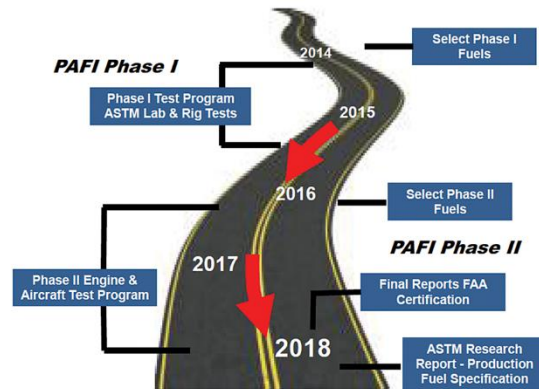 2014
Select Phase I
Fuels
PAFI Phase I
Phase I Test Program
ASTM Lab & Rig Tests
2015
2016
Select Phase II
Fuels
PAFI Phase II
2017
Phase II Engine &
Aircraft Test Program
Final Reports FAA
Certification
2018
ASTM Research
Report - Production
Fuel Specification